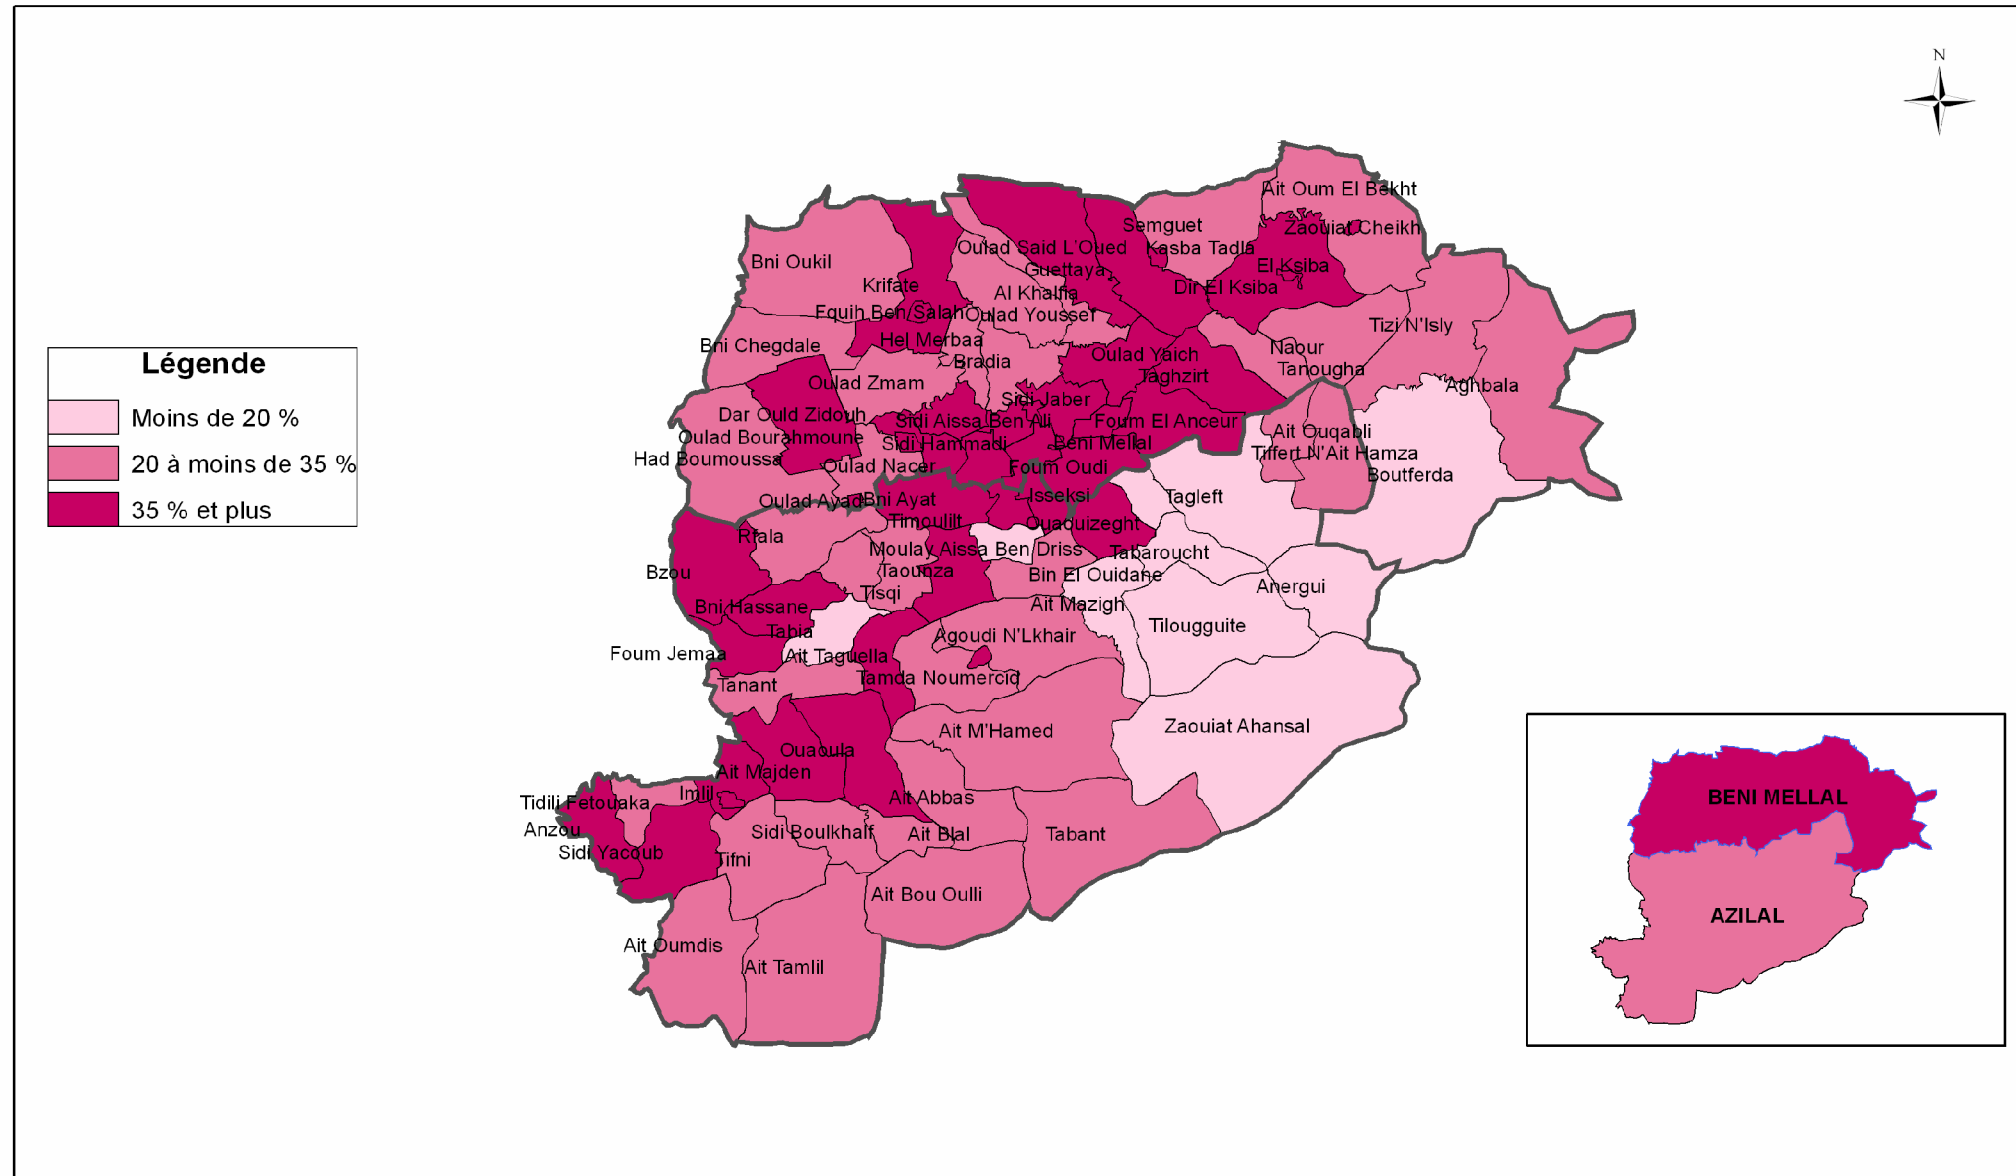 N
Ait Oum El Bekht
Semguet
Zaouiat Cheikh
Oulad Said L'Oued
Kasba Tadla
Bni Oukil
El Ksiba
Guettaya
Krifate
Dir El Ksiba
Al Khalfia
Fquih Ben Salah
Oulad Youssef
Tizi N'Isly
Bni Chegdale
Hel Merbaa
Naour
Oulad Yaich
Bradia
Tanougha
Taghzirt
Oulad Zmam
Aghbala
Sidi Jaber
Dar Ould Zidouh
Sidi Aissa Ben Ali
Foum El Anceur
Ait Ouqabli
Oulad Bourahmoune
Sidi Hammadi
Beni Mellal
Tiffert N'Ait Hamza
Had Boumoussa
Oulad Nacer
Foum Oudi
Boutferda
Oulad Ayad
Bni Ayat
Isseksi
Tagleft
Timoulilt
Ouaouizeght
Rfala
Moulay Aissa Ben Driss
Tabaroucht
Bzou
Taounza
Bin El Ouidane
Anergui
Tisqi
Bni Hassane
Ait Mazigh
Tabia
Agoudi N'Lkhair
Tilougguite
Foum Jemaa
Ait Taguella
Tanant
Tamda Noumercid
Ait M'Hamed
Zaouiat Ahansal
Ouaoula
Ait Majden
Imlil
Ait Abbas
Tidili Fetouaka
Anzou
Sidi Boulkhalf
Ait Blal
Tabant
Sidi Yacoub
Tifni
Ait Bou Oulli
Ait Oumdis
Ait Tamlil
Légende
Moins de 20 %
20 à moins de 35 %
35 % et plus
BENI MELLAL
AZILAL